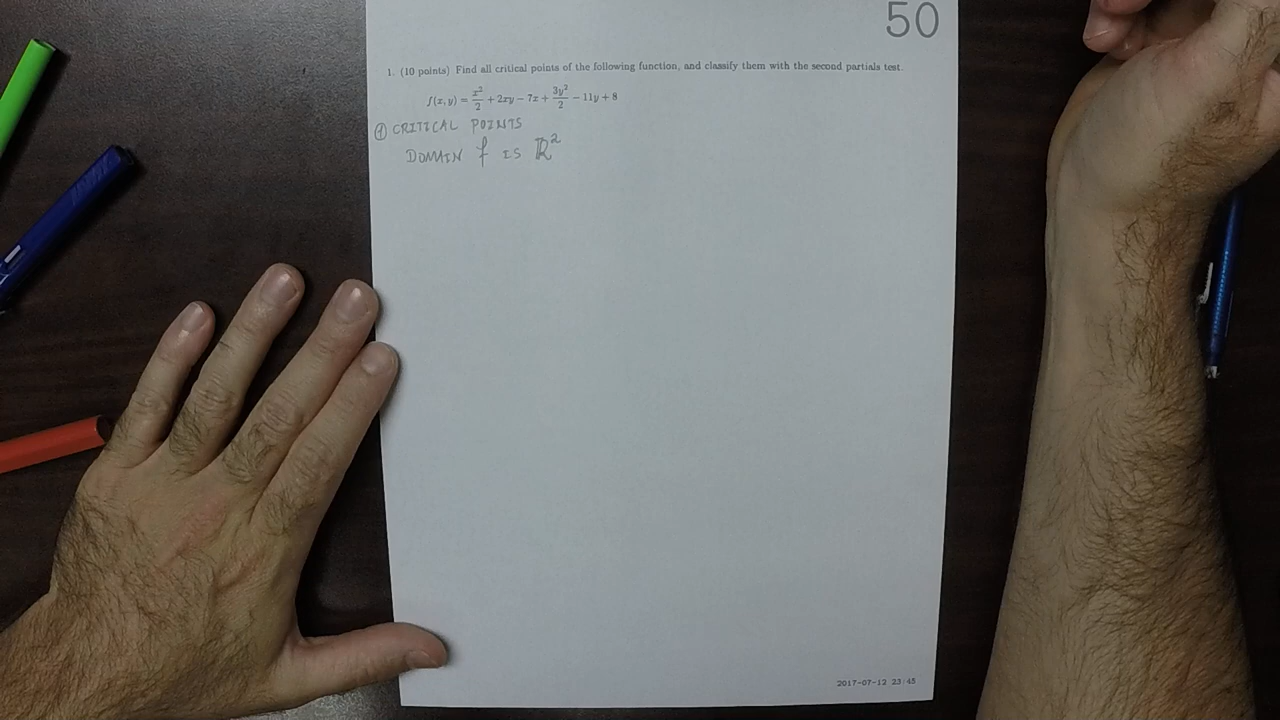 50
1. (10 points) Find all critical points of the following function, and classify them with the second partials test.
f(x, y) = x²/2 + 2xy − 7x + 3y²/2 − 11y + 8
① CRITICAL POINTS
DOMAIN f IS ℝ²
2017-07-12 23:45